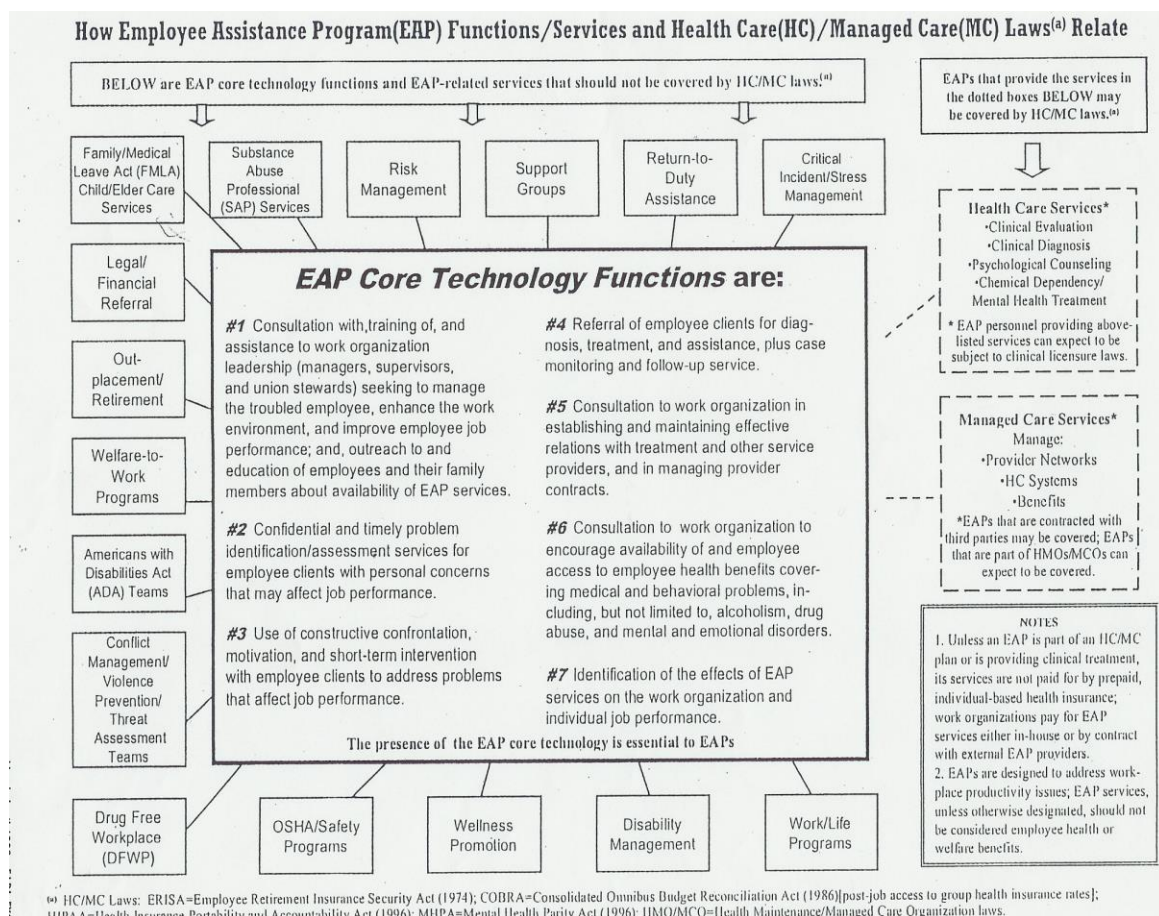 How Employee Assistance Program(EAP) Functions/Services and Health Care(HC)/Managed Care(MC) Laws(a) Relate
BELOW are EAP core technology functions and EAP-related services that should not be covered by HC/MC laws.(a)
EAPs that provide the services in
the dotted boxes BELOW may
be covered by HC/MC laws.(a)
Family/Medical
Leave Act (FMLA)
Child/Elder Care
Services
Substance
Abuse
Professional
(SAP) Services
Risk
Management
Support
Groups
Return-to-
Duty
Assistance
Critical
Incident/Stress
Management
Legal/
Financial
Referral
Out-
placement/
Retirement
Welfare-to-
Work
Programs
Americans with
Disabilities Act
(ADA) Teams
Conflict
Management/
Violence
Prevention/
Threat
Assessment
Teams
Drug Free
Workplace
(DFWP)
EAP Core Technology Functions are:
#1 Consultation with,training of, and
assistance to work organization
leadership (managers, supervisors,
and union stewards) seeking to manage
the troubled employee, enhance the work
environment, and improve employee job
performance; and, outreach to and
education of employees and their family
members about availability of EAP services.
#2 Confidential and timely problem
identification/assessment services for
employee clients with personal concerns
that may affect job performance.
#3 Use of constructive confrontation,
motivation, and short-term intervention
with employee clients to address problems
that affect job performance.
#4 Referral of employee clients for diag-
nosis, treatment, and assistance, plus case
monitoring and follow-up service.
#5 Consultation to work organization in
establishing and maintaining effective
relations with treatment and other service
providers, and in managing provider
contracts.
#6 Consultation to work organization to
encourage availability of and employee
access to employee health benefits cover-
ing medical and behavioral problems, in-
cluding, but not limited to, alcoholism, drug
abuse, and mental and emotional disorders.
#7 Identification of the effects of EAP
services on the work organization and
individual job performance.
The presence of the EAP core technology is essential to EAPs
OSHA/Safety
Programs
Wellness
Promotion
Disability
Management
Work/Life
Programs
Health Care Services*
•Clinical Evaluation
•Clinical Diagnosis
•Psychological Counseling
•Chemical Dependency/
Mental Health Treatment
* EAP personnel providing above-
listed services can expect to be
subject to clinical licensure laws.
Managed Care Services*
Manage:
•Provider Networks
•HC Systems
•Benefits
*EAPs that are contracted with
third parties may be covered; EAPs
that are part of HMOs/MCOs can
expect to be covered.
NOTES
1. Unless an EAP is part of an HC/MC
plan or is providing clinical treatment,
its services are not paid for by prepaid,
individual-based health insurance;
work organizations pay for EAP
services either in-house or by contract
with external EAP providers.
2. EAPs are designed to address work-
place productivity issues; EAP services,
unless otherwise designated, should not
be considered employee health or
welfare benefits.
(a) HC/MC Laws: ERISA=Employee Retirement Insurance Security Act (1974); COBRA=Consolidated Omnibus Budget Reconciliation Act (1986)[post-job access to group health insurance rates];
HIPAA=Health Insurance Portability and Accountability Act (1996); MHPA=Mental Health Parity Act (1996); HMO/MCO=Health Maintenance/Managed Care Organization laws.